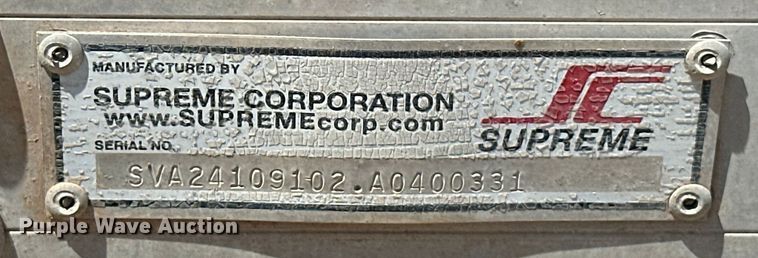 MANUFACTURED BY
SUPREME CORPORATION
www.SUPREMEcorp.com
SUPREME
SERIAL NO.
SVA24109102.A0400331
Purple Wave Auction